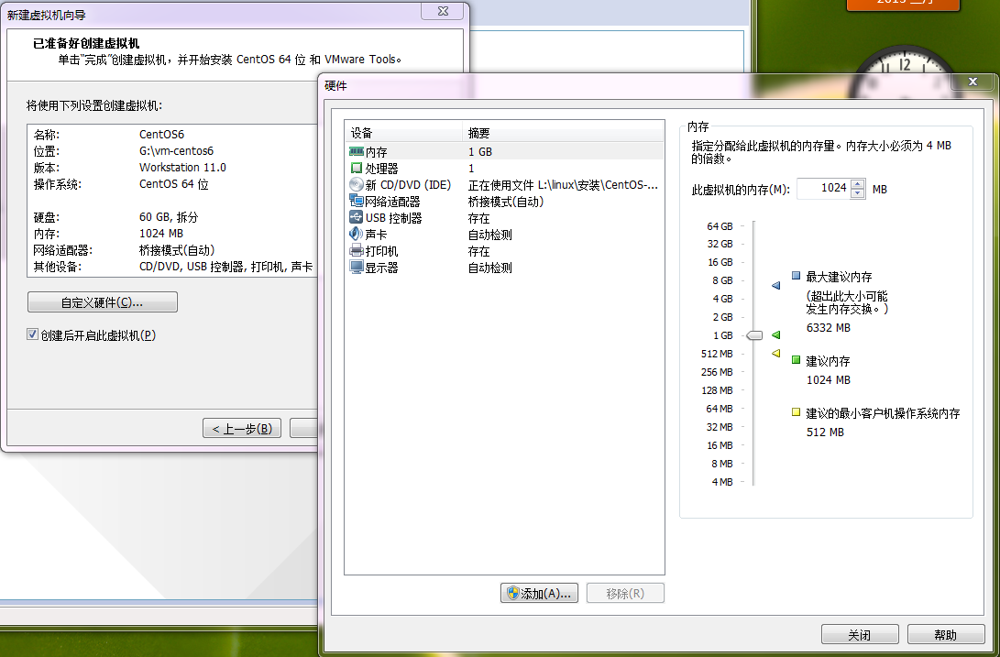 新建虚拟机向导
已准备好创建虚拟机
单击“完成”创建虚拟机，并开始安装 CentOS 64 位 和 VMware Tools。
将使用下列设置创建虚拟机:
名称: CentOS6
位置: G:\vm-centos6
版本: Workstation 11.0
操作系统: CentOS 64 位
硬盘: 60 GB, 拆分
内存: 1024 MB
网络适配器: 桥接模式(自动)
其他设备: CD/DVD, USB 控制器, 打印机, 声卡
自定义硬件(C)...
创建后开启此虚拟机(P)
< 上一步(B)
硬件
设备 摘要
内存 1 GB
处理器 1
新 CD/DVD (IDE) 正在使用文件 L:\linux\安装\CentOS-...
网络适配器 桥接模式(自动)
USB 控制器 存在
声卡 自动检测
打印机 存在
显示器 自动检测
添加(A)...
移除(R)
内存
指定分配给此虚拟机的内存量。内存大小必须为 4 MB
的倍数。
此虚拟机的内存(M): 1024 MB
64 GB
32 GB
16 GB
8 GB
4 GB
2 GB
1 GB
512 MB
256 MB
128 MB
64 MB
32 MB
16 MB
8 MB
4 MB
最大建议内存
(超出此大小可能
发生内存交换。)
6332 MB
建议内存
1024 MB
建议的最小客户机操作系统内存
512 MB
关闭
帮助
12
11
1